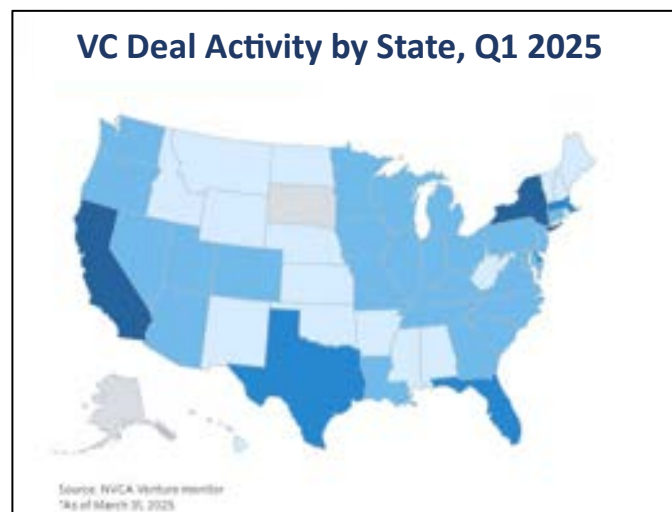 VC Deal Activity by State, Q1 2025
Source: NVCA Venture monitor
*As of March 31, 2025